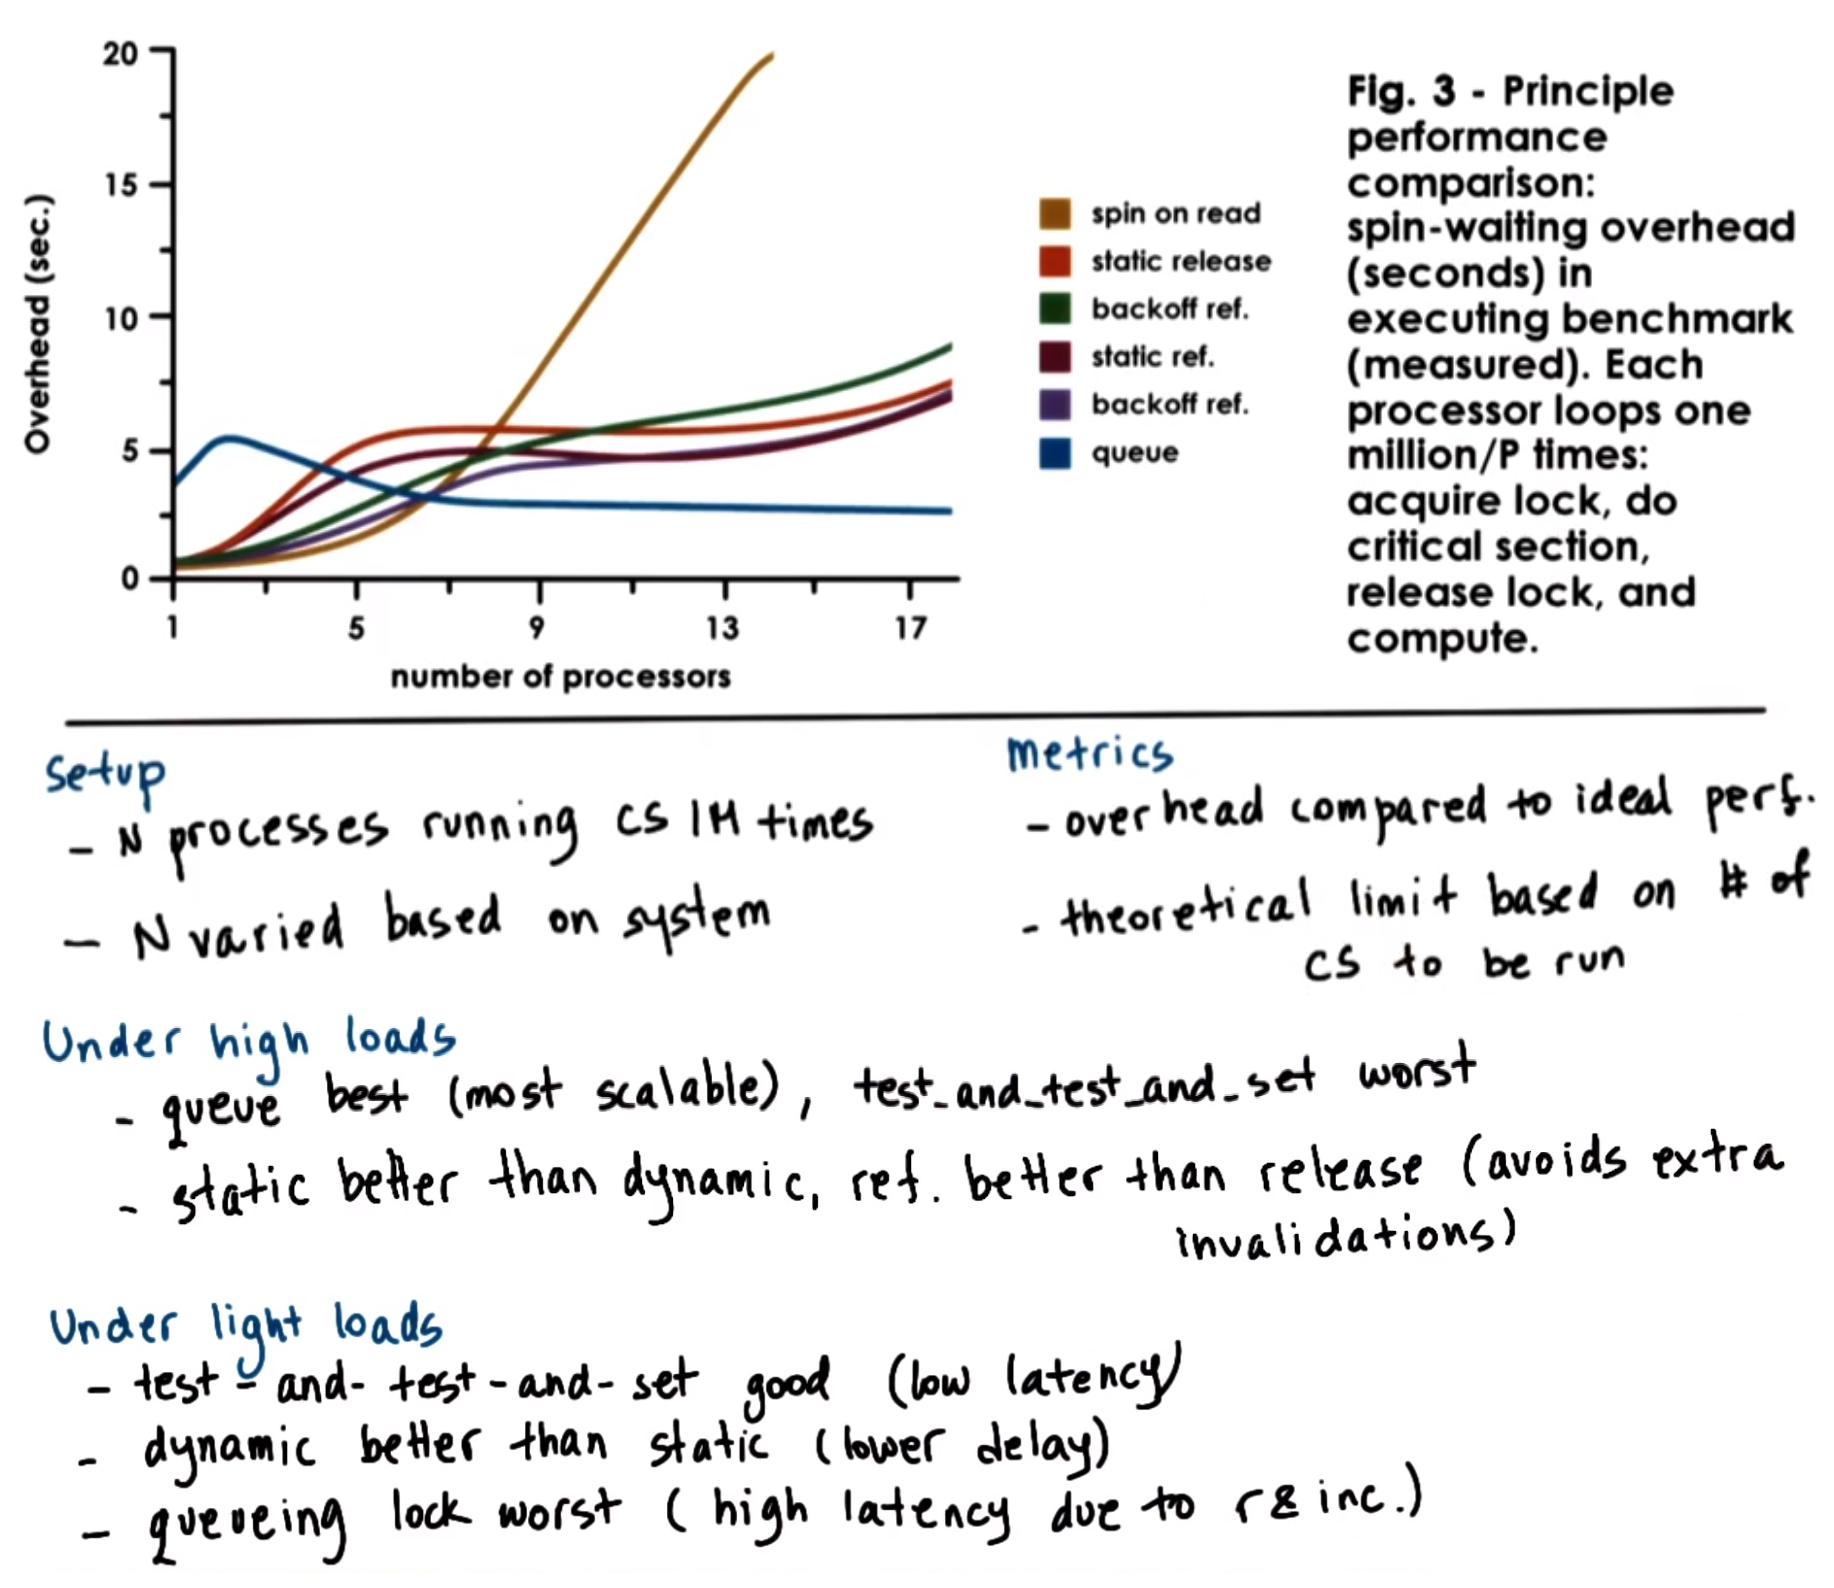 20
15
10
5
0
Overhead (sec.)
1 5 9 13 17
number of processors
spin on read
static release
backoff ref.
static ref.
backoff ref.
queue
Fig. 3 - Principle
performance
comparison:
spin-waiting overhead
(seconds) in
executing benchmark
(measured). Each
processor loops one
million/P times:
acquire lock, do
critical section,
release lock, and
compute.
Setup
- N processes running CS 1M times
- N varied based on system
Metrics
- overhead compared to ideal perf.
- theoretical limit based on # of
CS to be run
Under high loads
- queue best (most scalable), test_and_test_and_set worst
- static better than dynamic, ref. better than release (avoids extra
invalidations)
Under light loads
- test-and-test-and-set good (low latency)
- dynamic better than static (lower delay)
- queueing lock worst (high latency due to r&inc.)